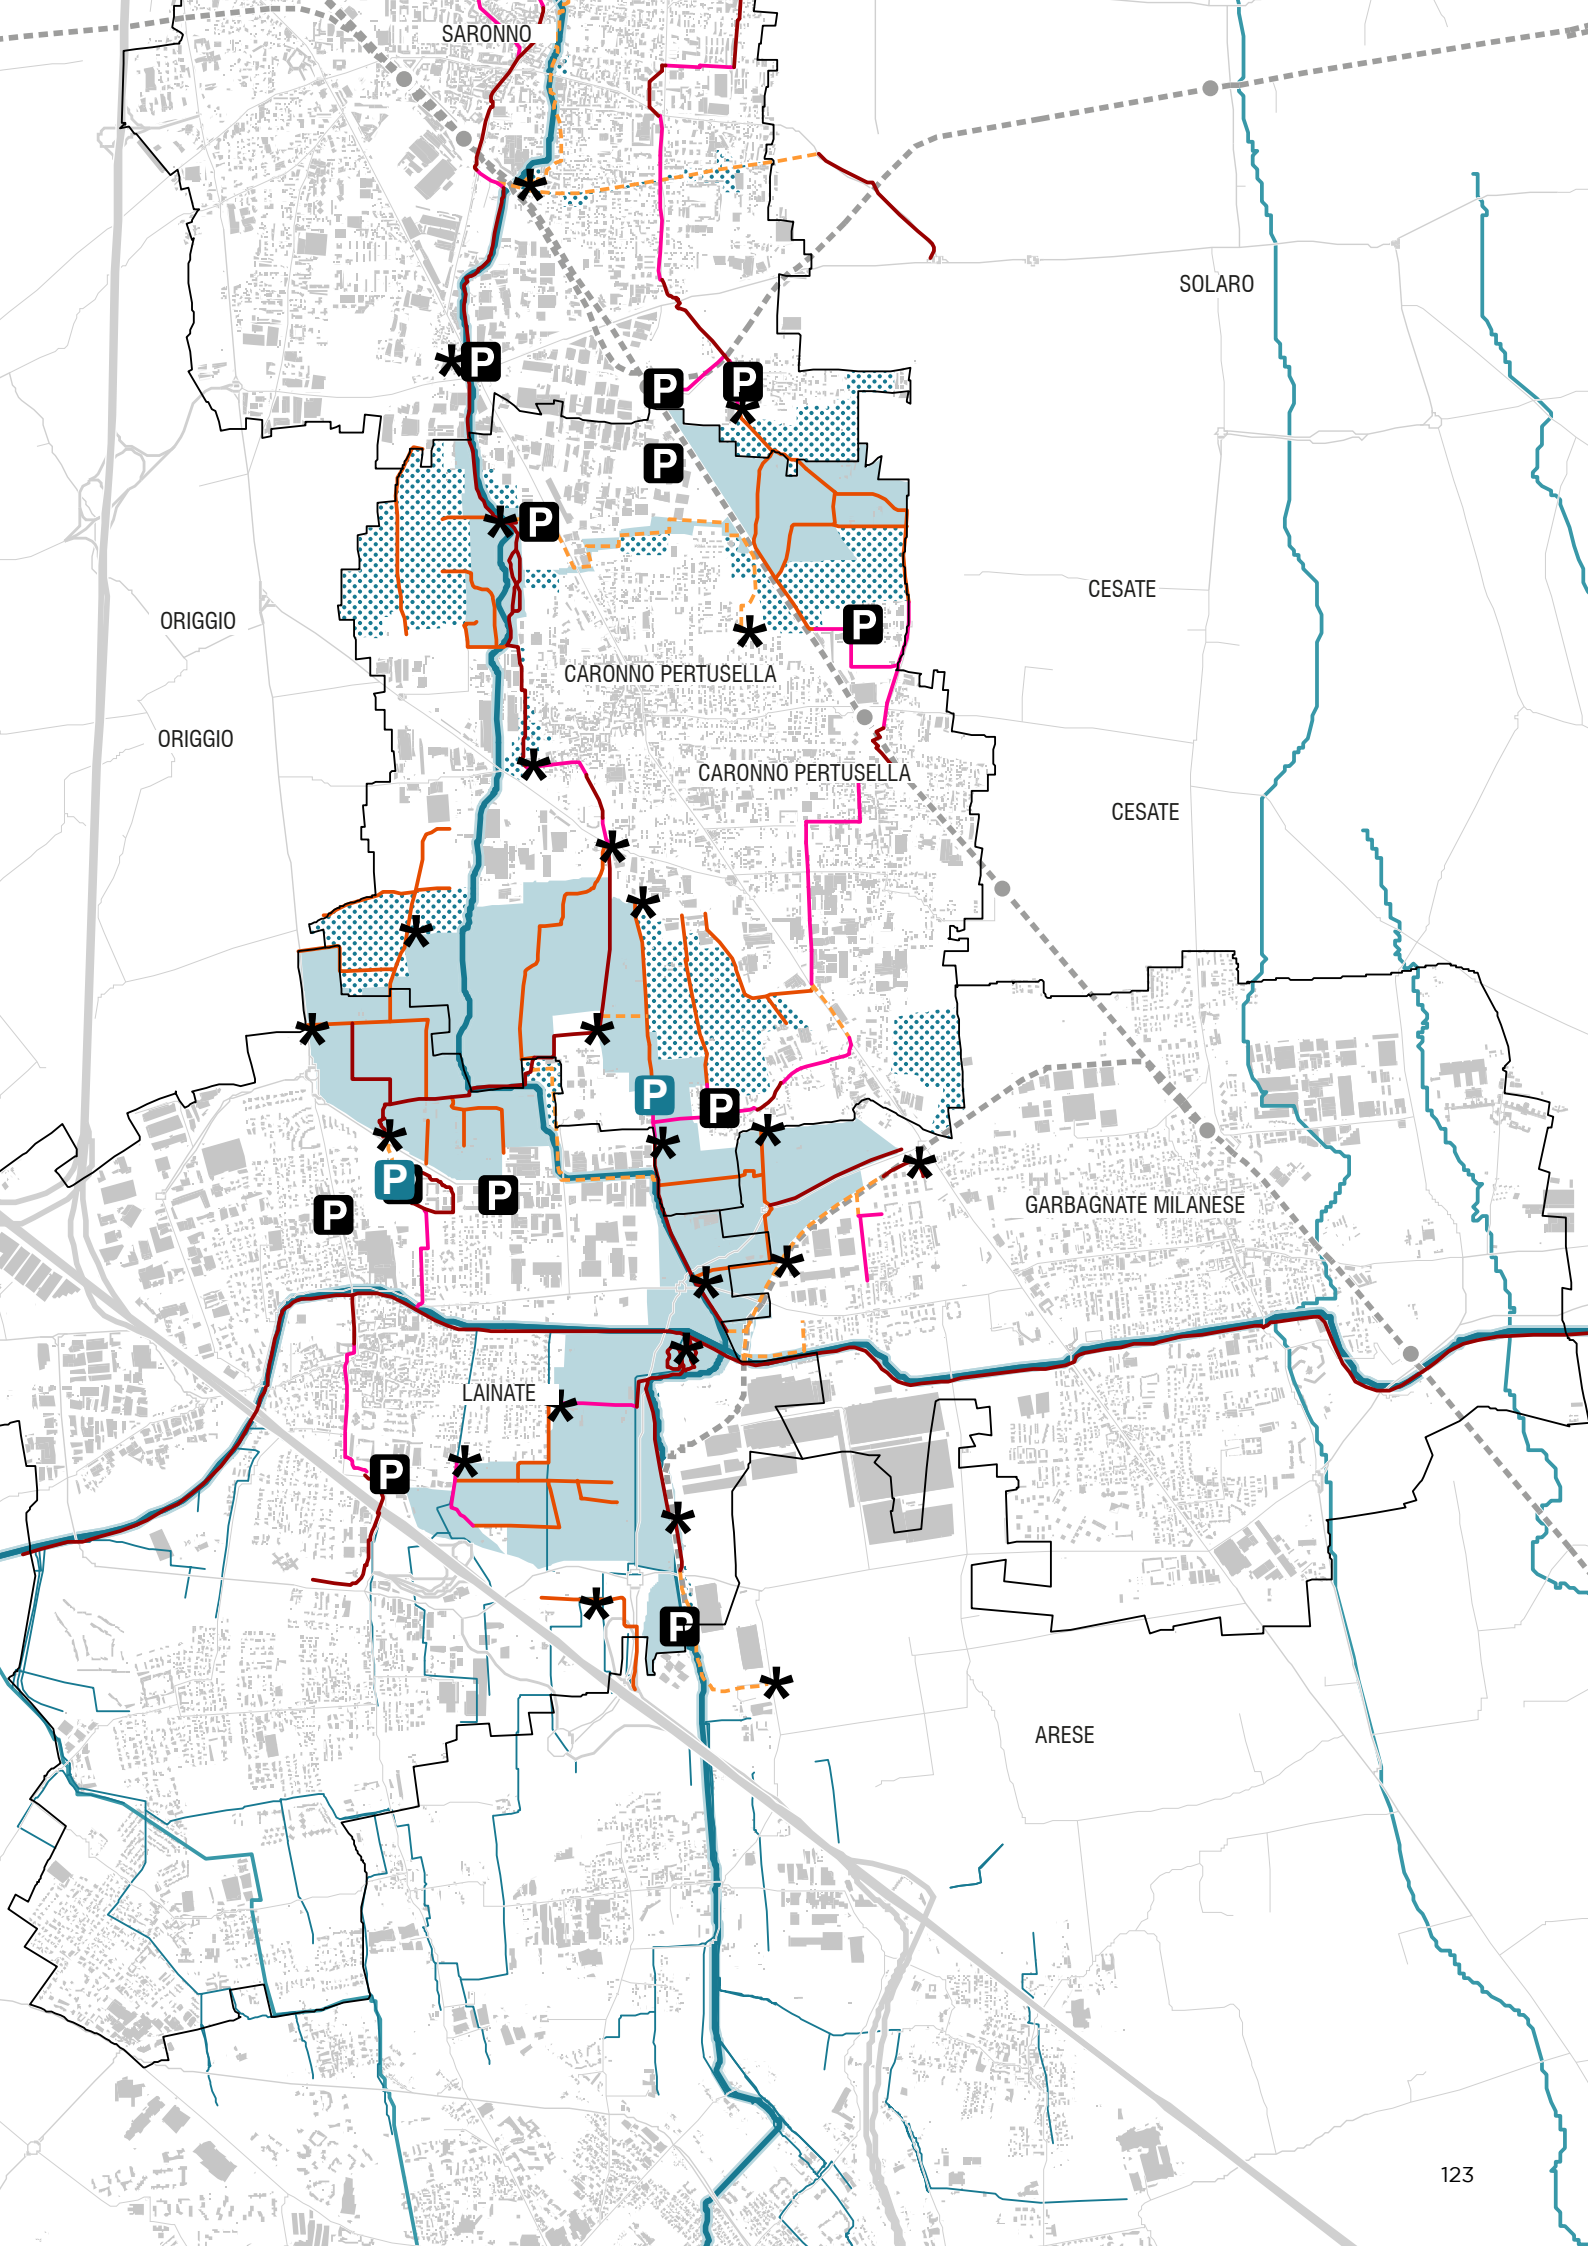 SARONNO
SOLARO
P
P
P
P
P
CESATE
ORIGGIO
P
CARONNO PERTUSELLA
ORIGGIO
CARONNO PERTUSELLA
CESATE
P
P
P
P
P
GARBAGNATE MILANESE
LAINATE
P
P
ARESE
123